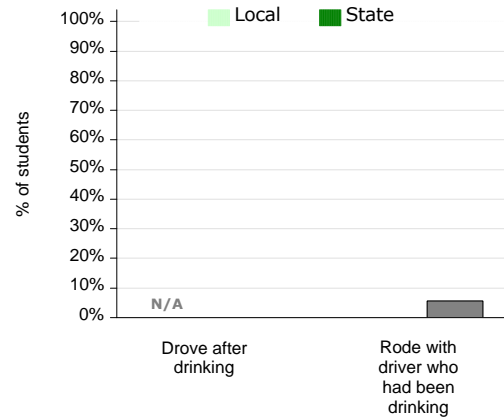 Local State
100%
90%
80%
70%
60%
50%
40%
30%
20%
10%
0%
% of students
N/A
Drove after
drinking
Rode with
driver who
had been
drinking